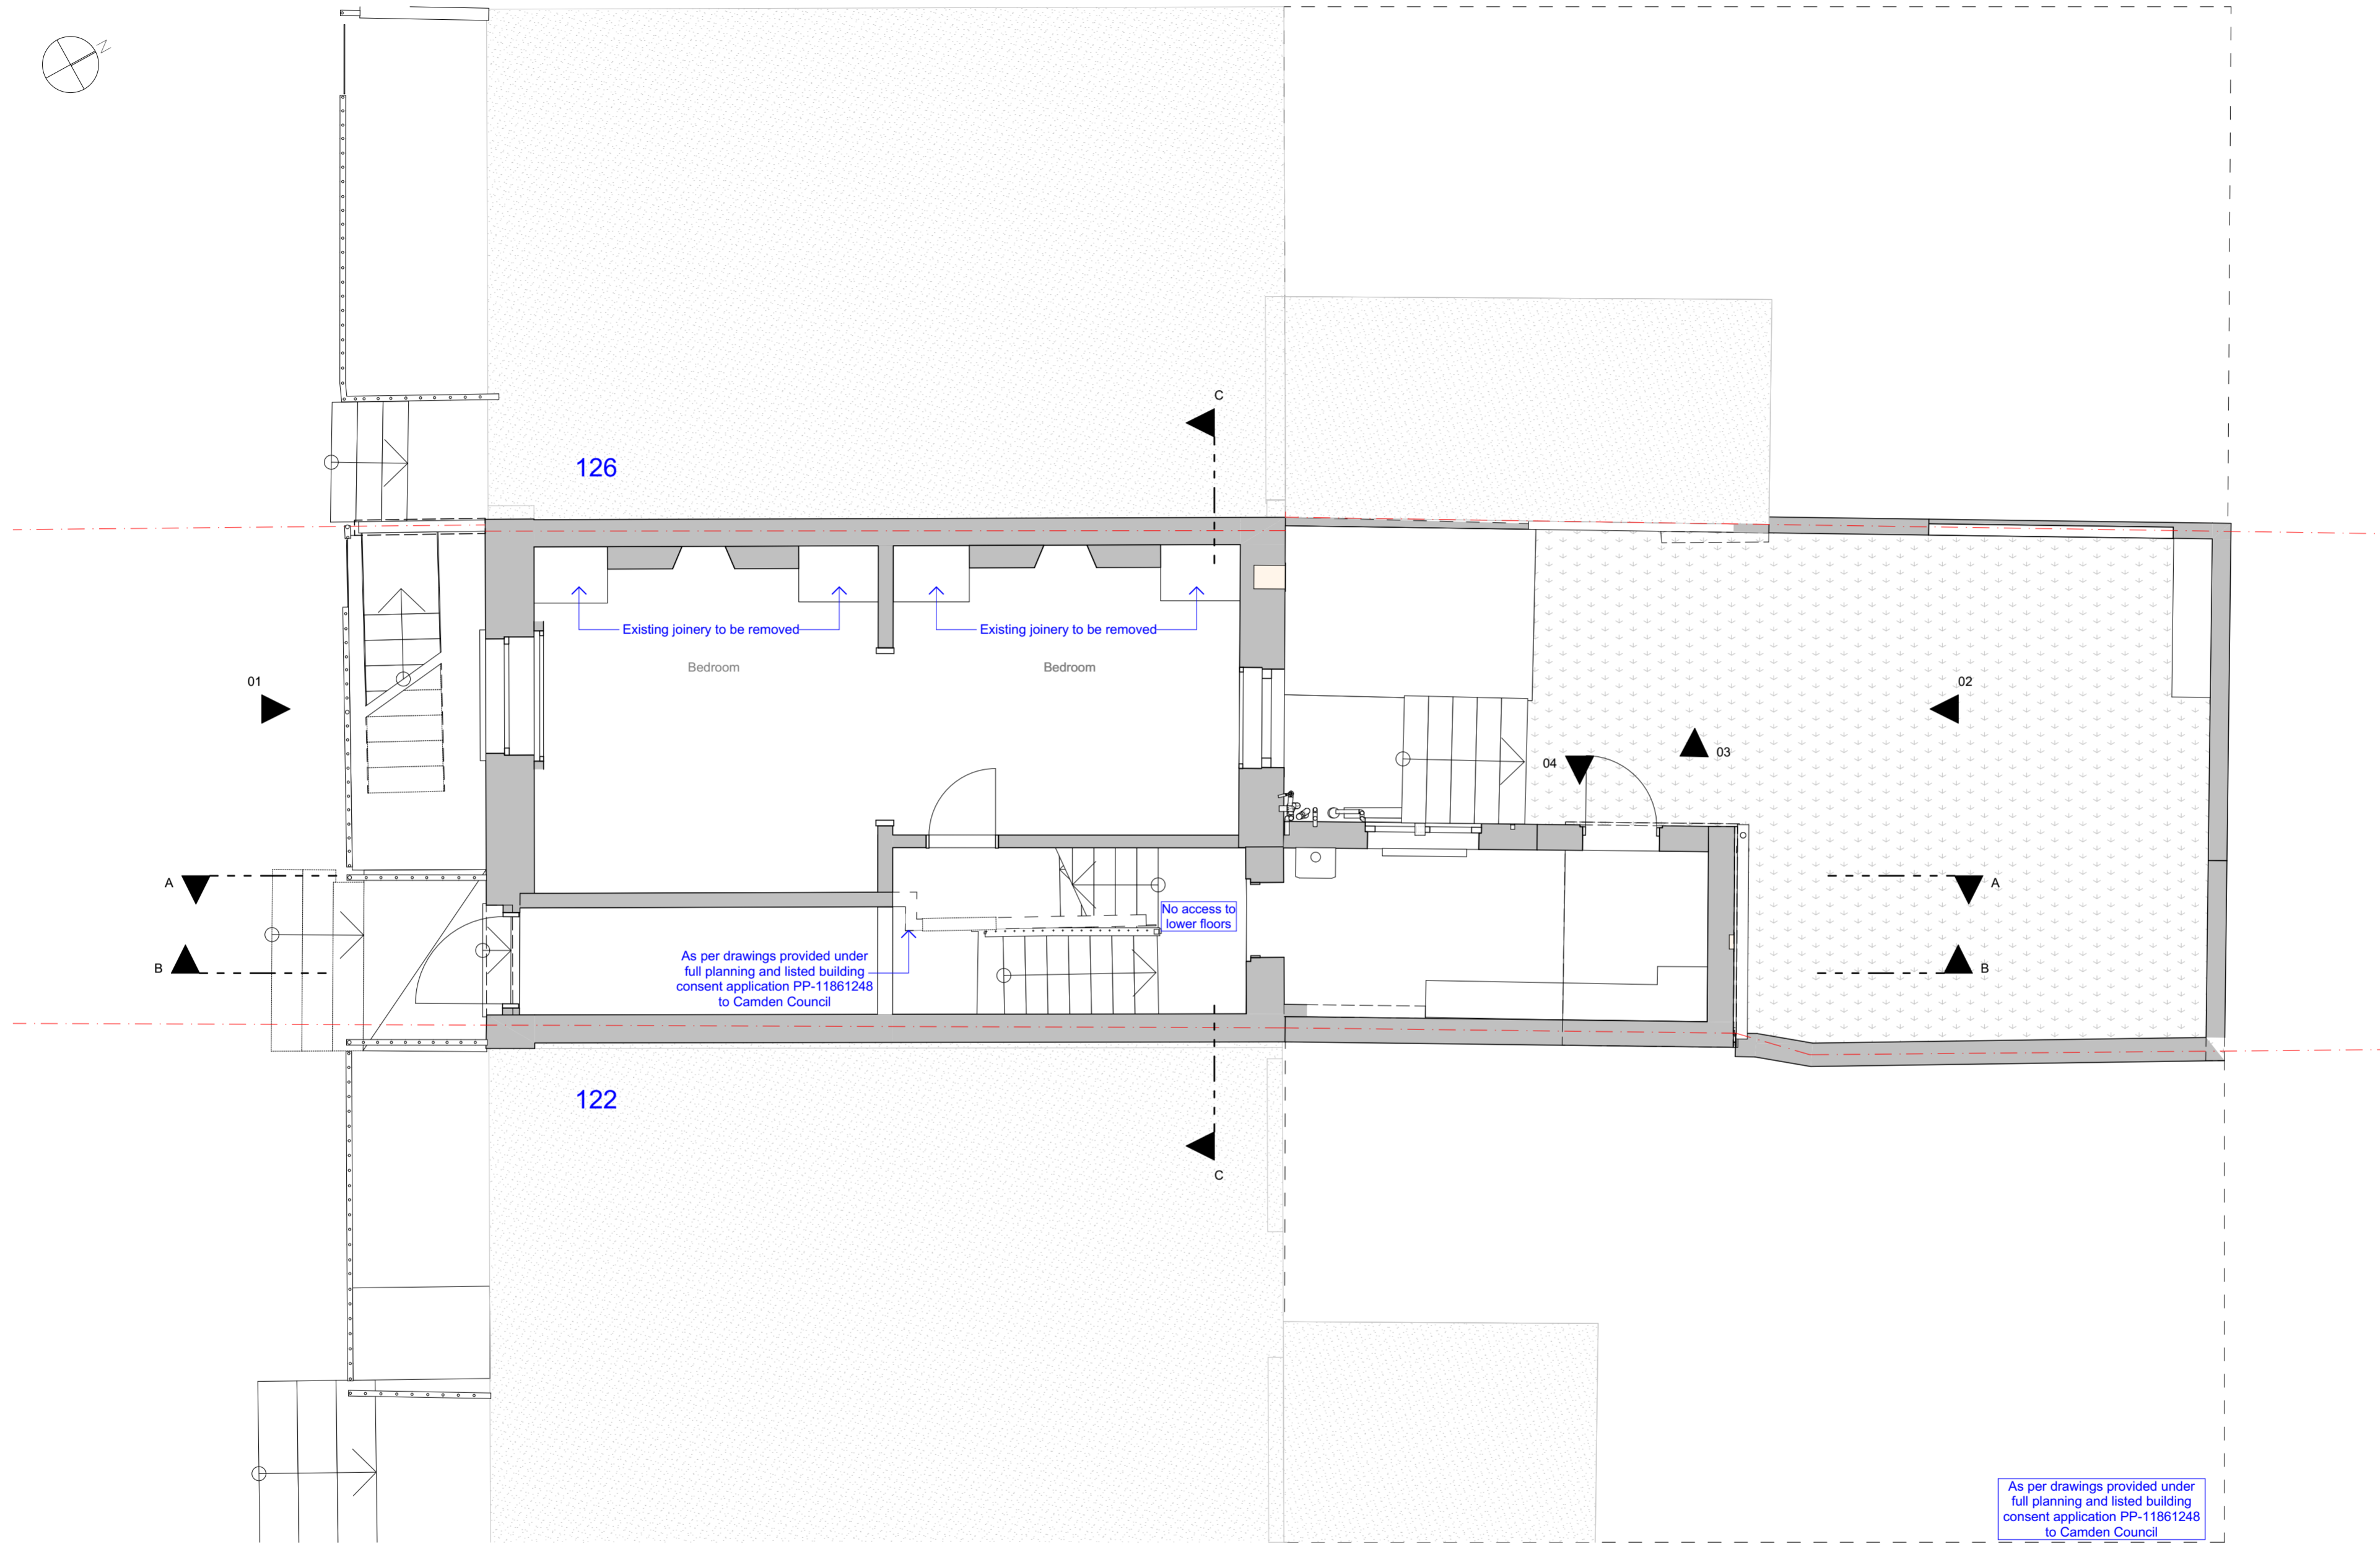 N
C
126
Existing joinery to be removed
Existing joinery to be removed
Bedroom
Bedroom
01
02
03
04
A
A
No access to
lower floors
As per drawings provided under
full planning and listed building
consent application PP-11861248
to Camden Council
B
B
122
C
As per drawings provided under
full planning and listed building
consent application PP-11861248
to Camden Council